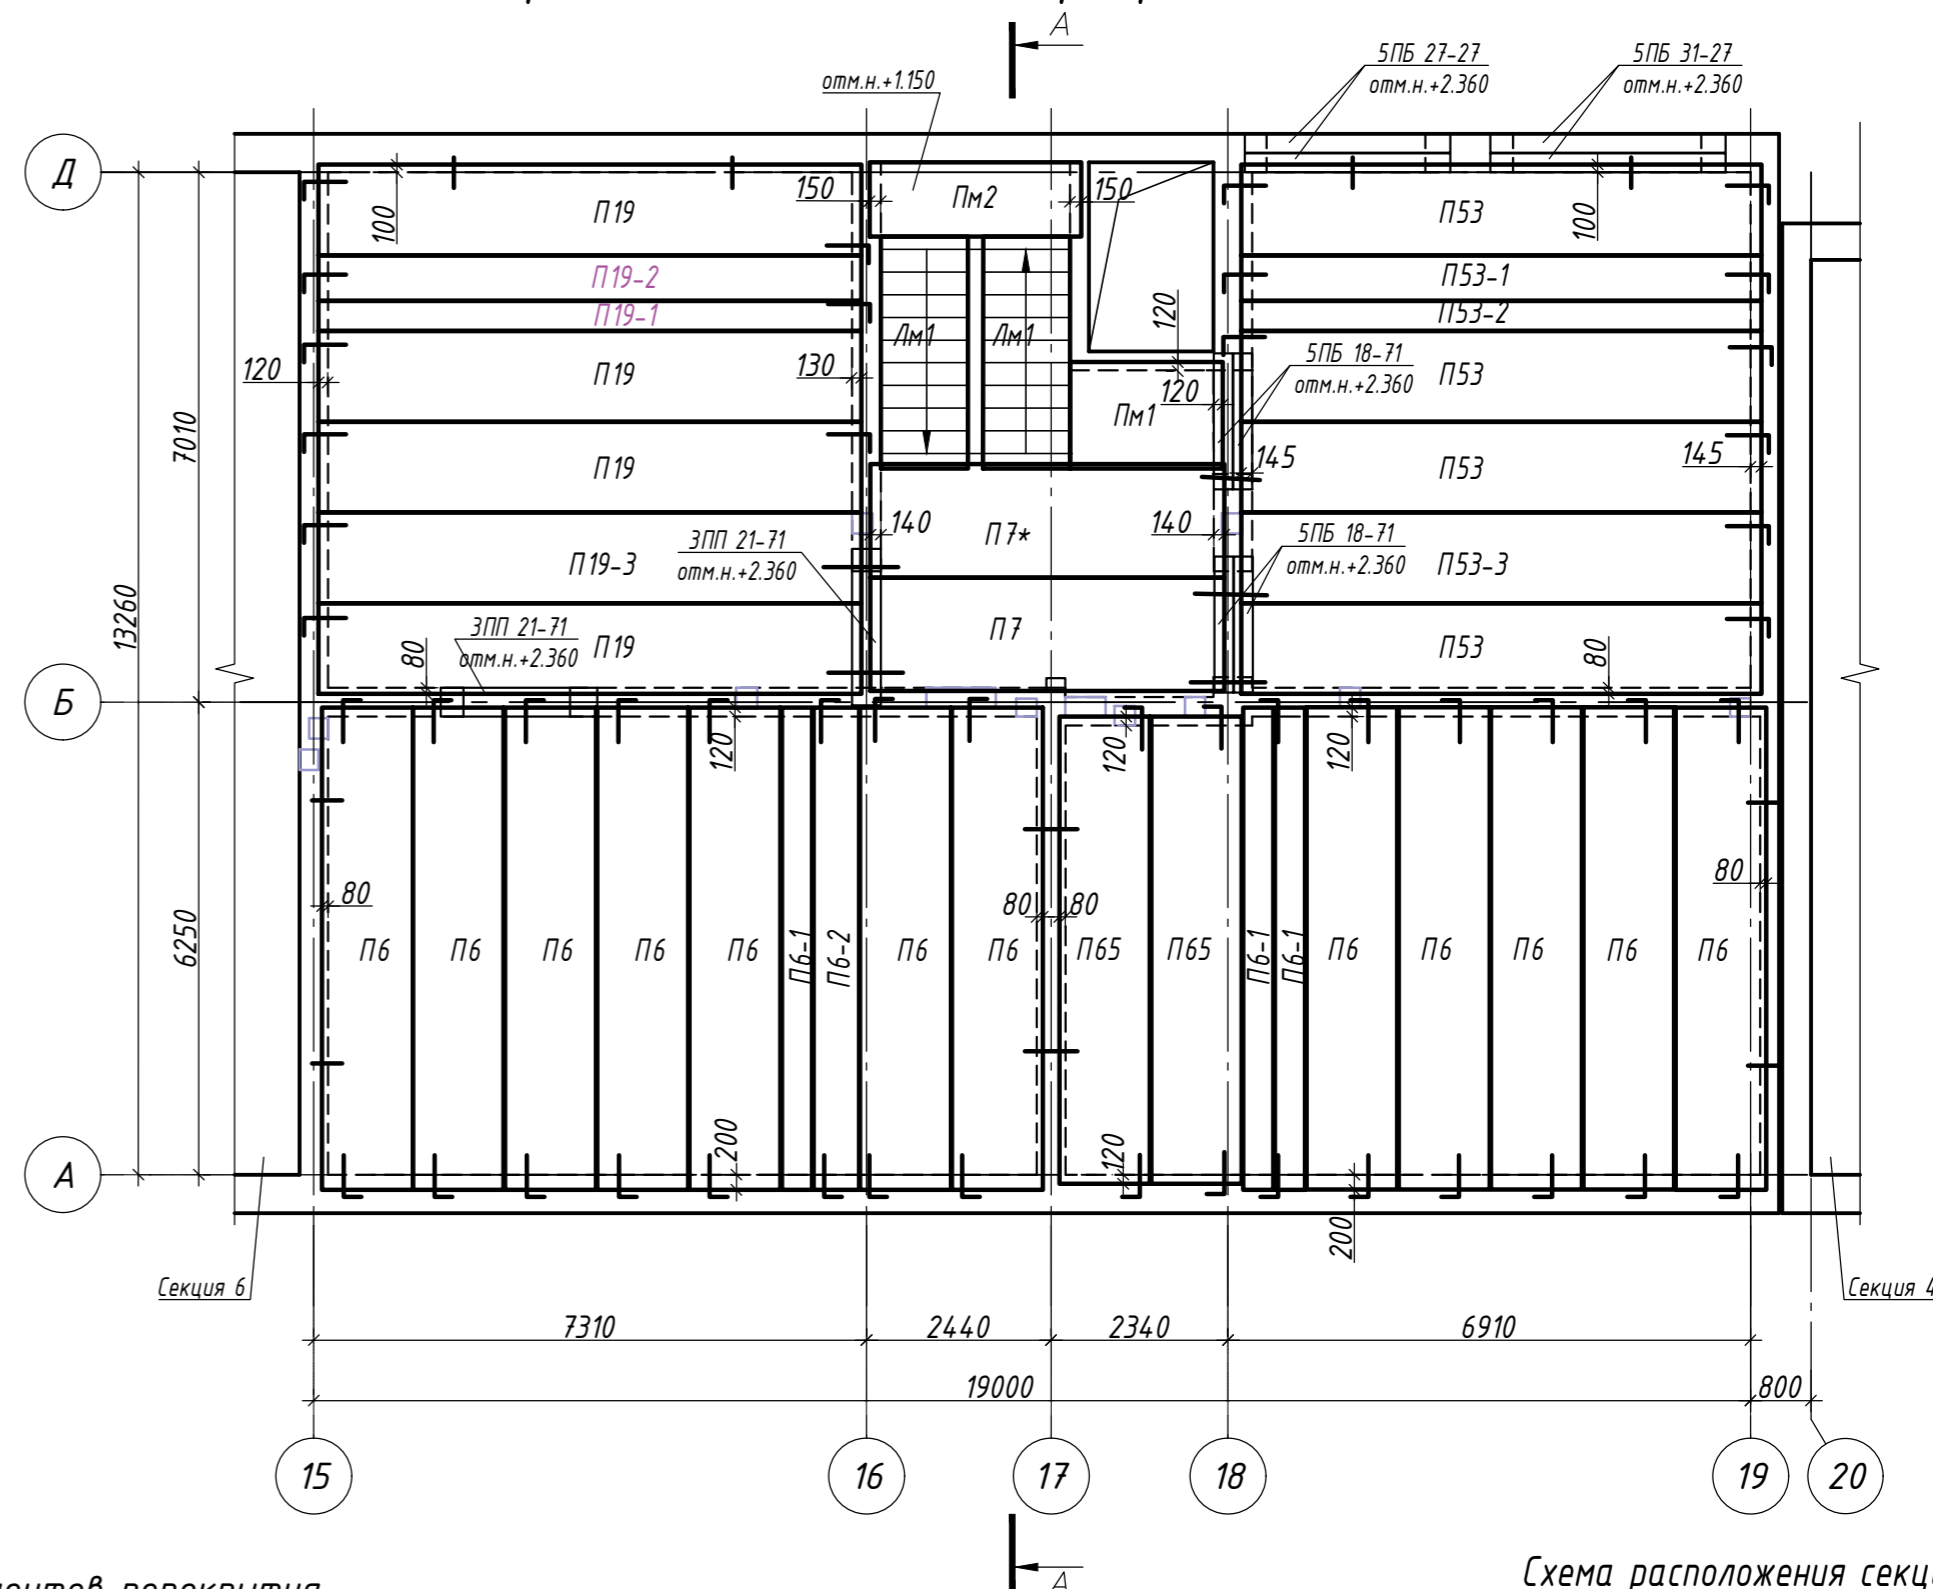 А
5ПБ 27-27
отм.н.+2.360
5ПБ 31-27
отм.н.+2.360
отм.н.+1.150
Д
100
П19
150
Пм2
150
П53
100
П19-2
П53-1
П19-1
П53-2
120
120
П19
130
Лм1
Лм1
5ПБ 18-71
отм.н.+2.360
П53
120
Пм1
7010
П19
145
П53
145
140
П7*
140
3ПП 21-71
отм.н.+2.360
П19-3
5ПБ 18-71
отм.н.+2.360
П53-3
13260
3ПП 21-71
отм.н.+2.360
80
П19
П7
П53
80
Б
120
120
120
80
80
80
80
6250
П6
П6
П6
П6
П6
П6-1
П6-2
П6
П6
П65
П65
П6-1
П6-1
П6
П6
П6
П6
П6
200
120
А
200
Секция 6
Секция 4
7310
2440
2340
6910
19000
800
15
16
17
18
19
20
А
перекрытия
Схема расположения